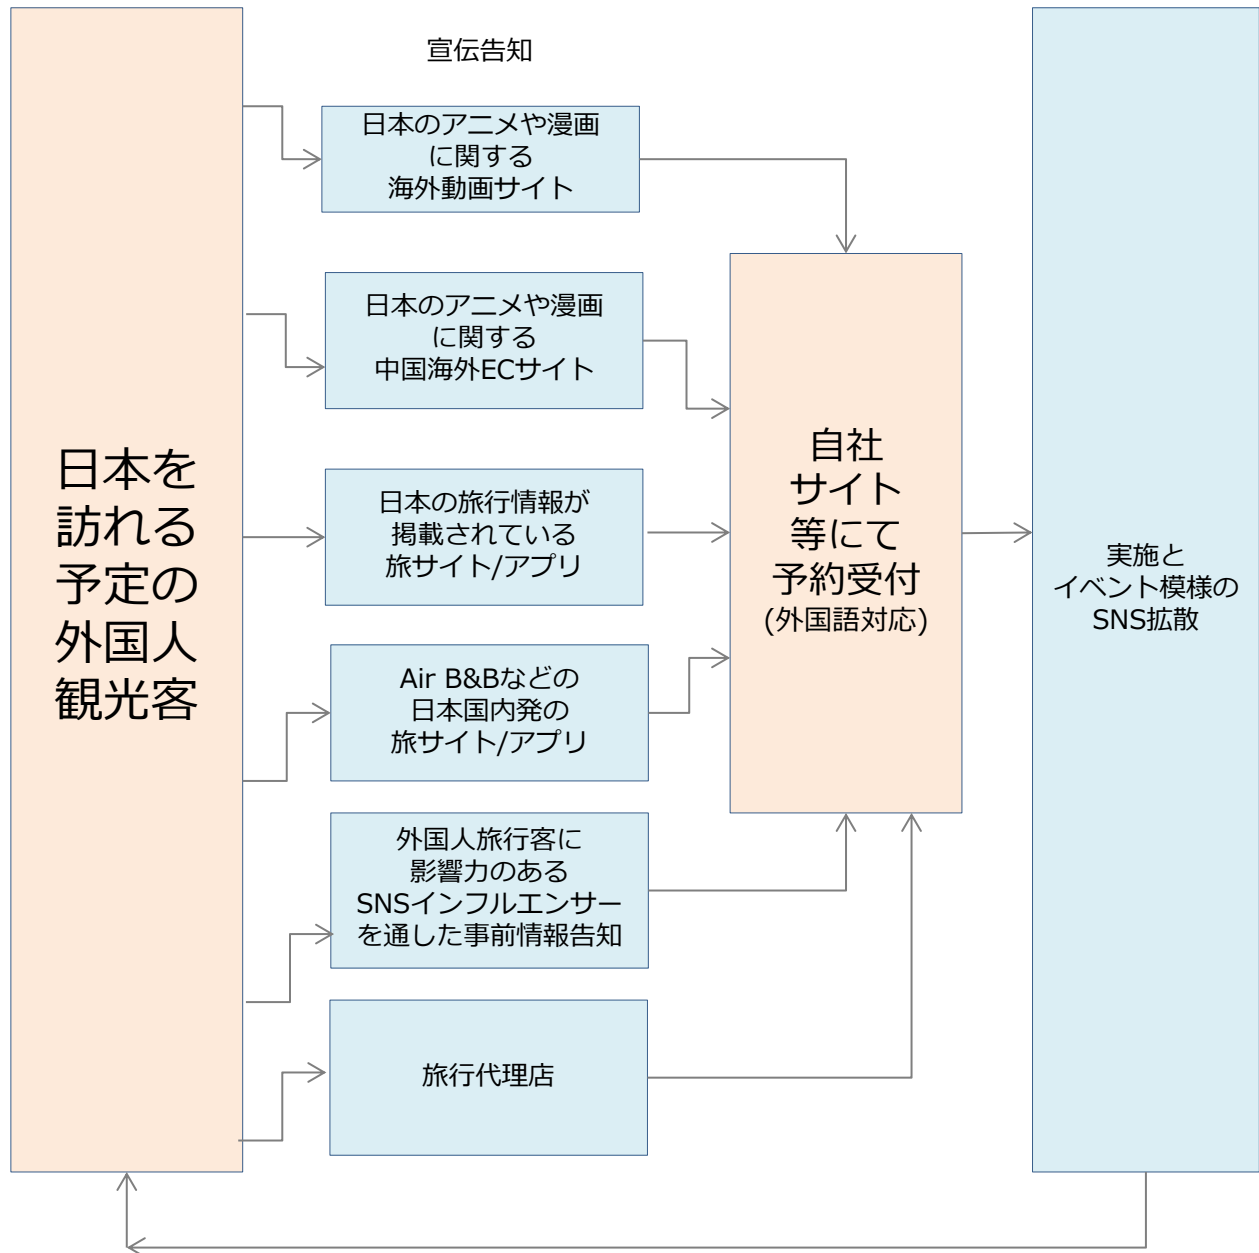 宣伝告知
日本を
訪れる
予定の
外国人
観光客
日本のアニメや漫画
に関する
海外動画サイト
日本のアニメや漫画
に関する
中国海外ECサイト
日本の旅行情報が
掲載されている
旅サイト/アプリ
Air B&Bなどの
日本国内発の
旅サイト/アプリ
外国人旅行客に
影響力のある
SNSインフルエンサー
を通した事前情報告知
旅行代理店
自社
サイト
等にて
予約受付
(外国語対応)
実施と
イベント模様の
SNS拡散